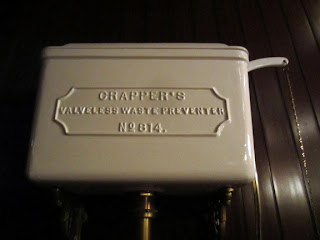 CRAPPER'S
VALVELESS WASTE PREVENTER
No 814.